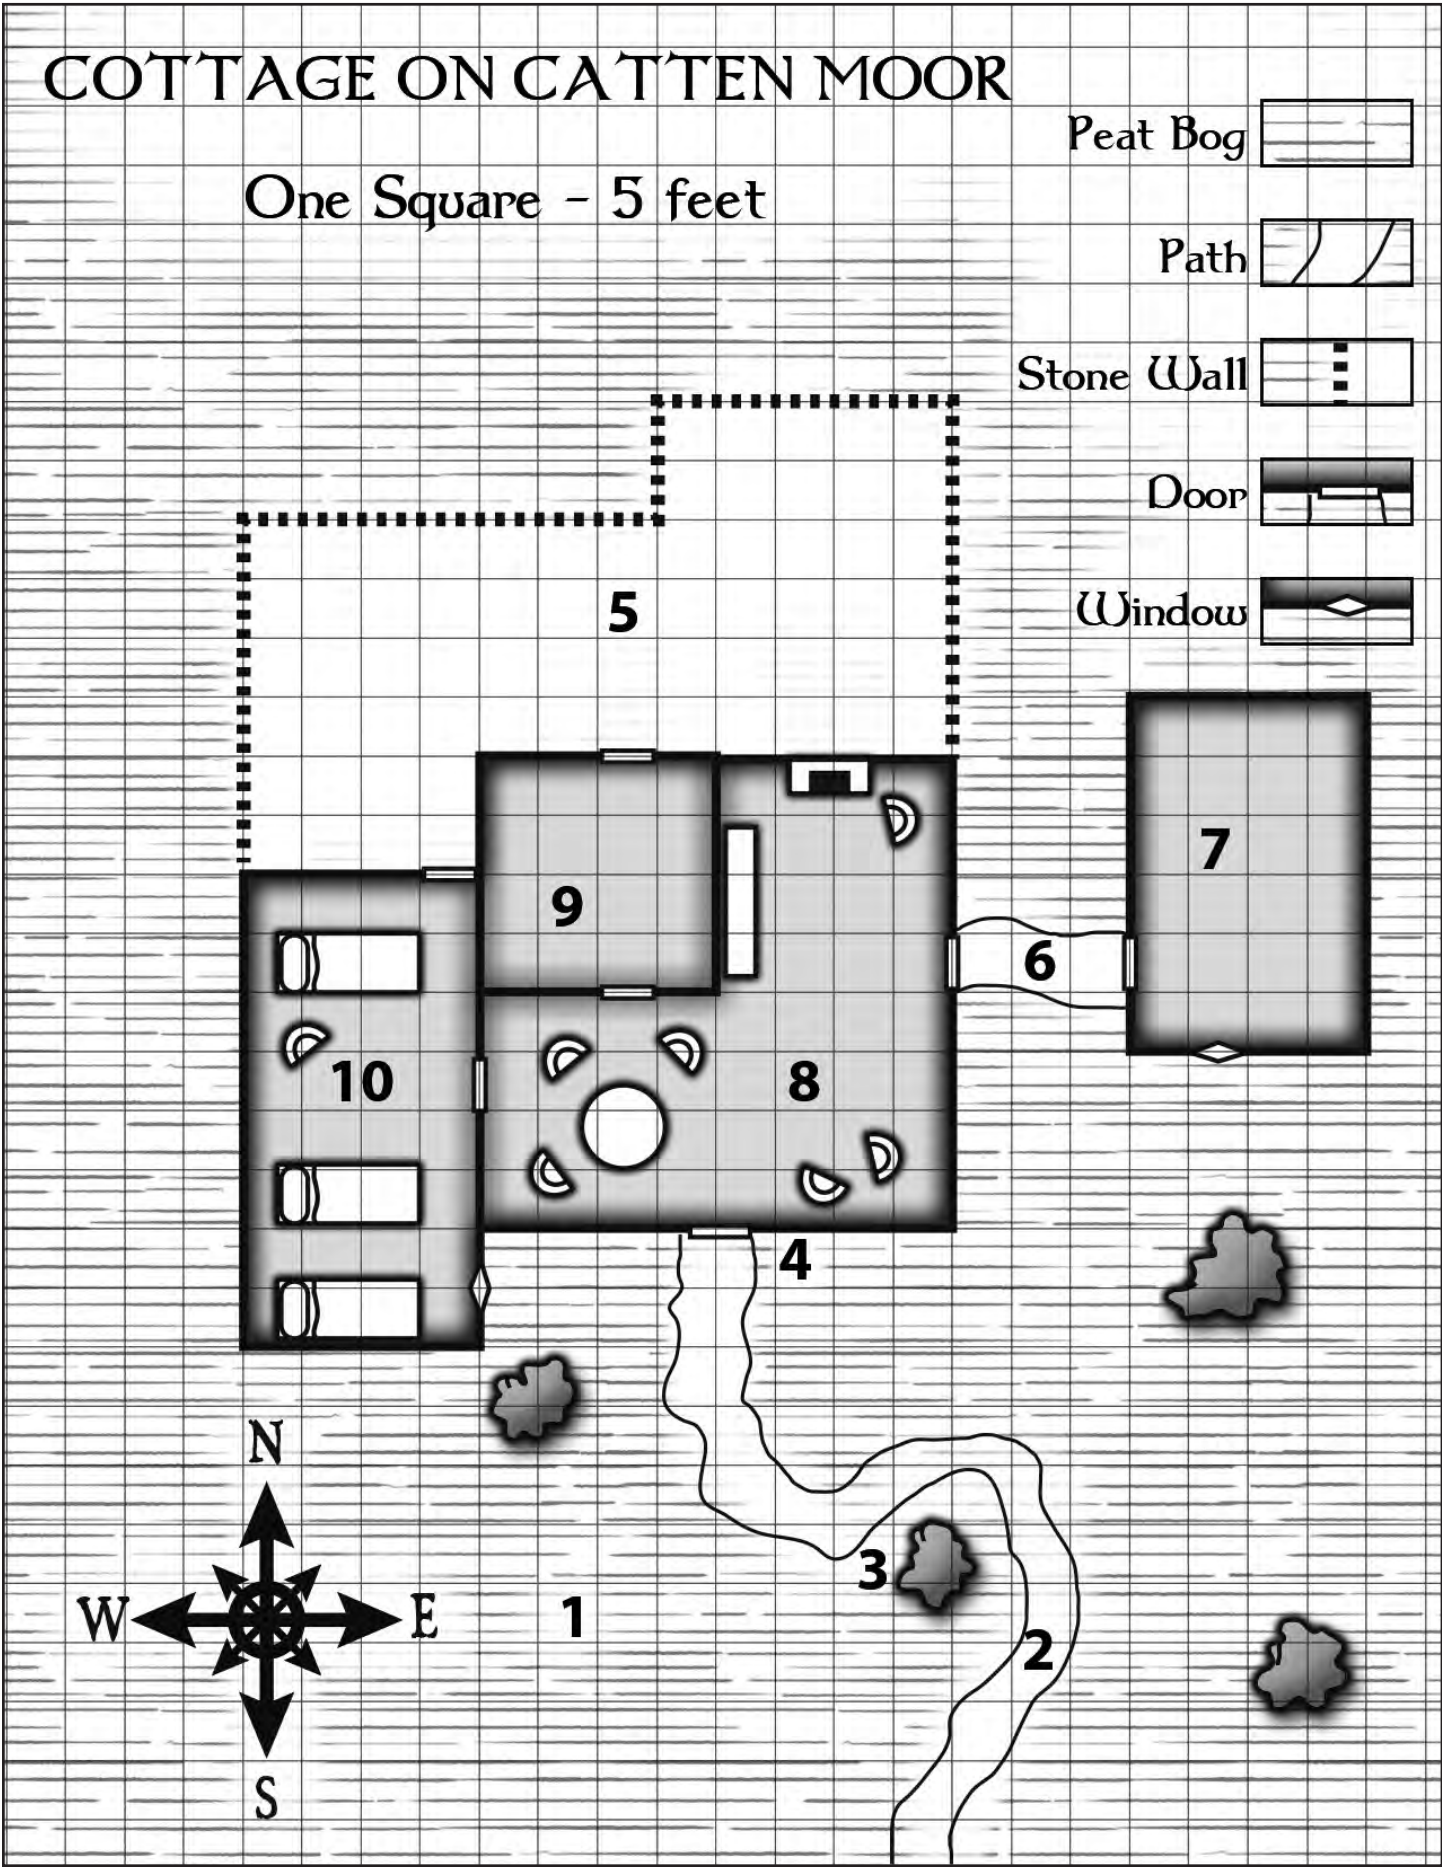 COTTAGE ON CATTEN MOOR
Peat Bog
One Square - 5 feet
Path
Stone Wall
Door
Window
5
7
9
6
10
8
4
N
3
W
E
1
2
S